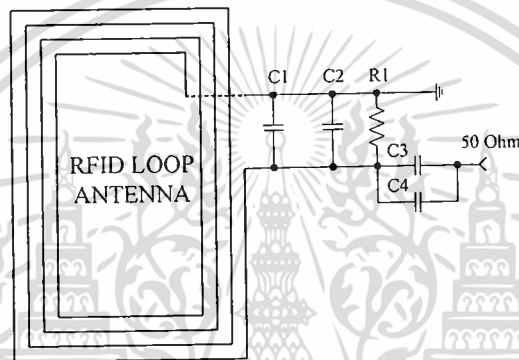 C1
C2
R1
50 Ohm
C3
C4
RFID LOOP
ANTENNA